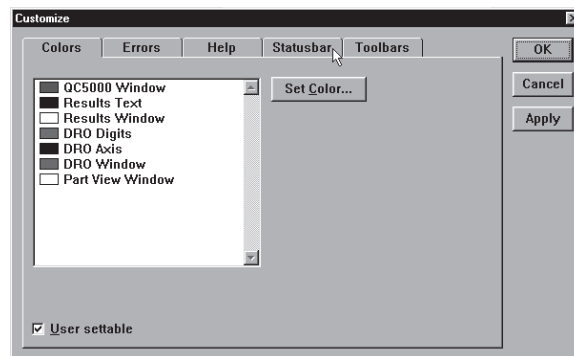 Customize
Colors Errors Help Statusbar Toolbars
OK
Cancel
Apply
QC5000 Window
Results Text
Results Window
DRO Digits
DRO Axis
DRO Window
Part View Window
Set Color...
User settable